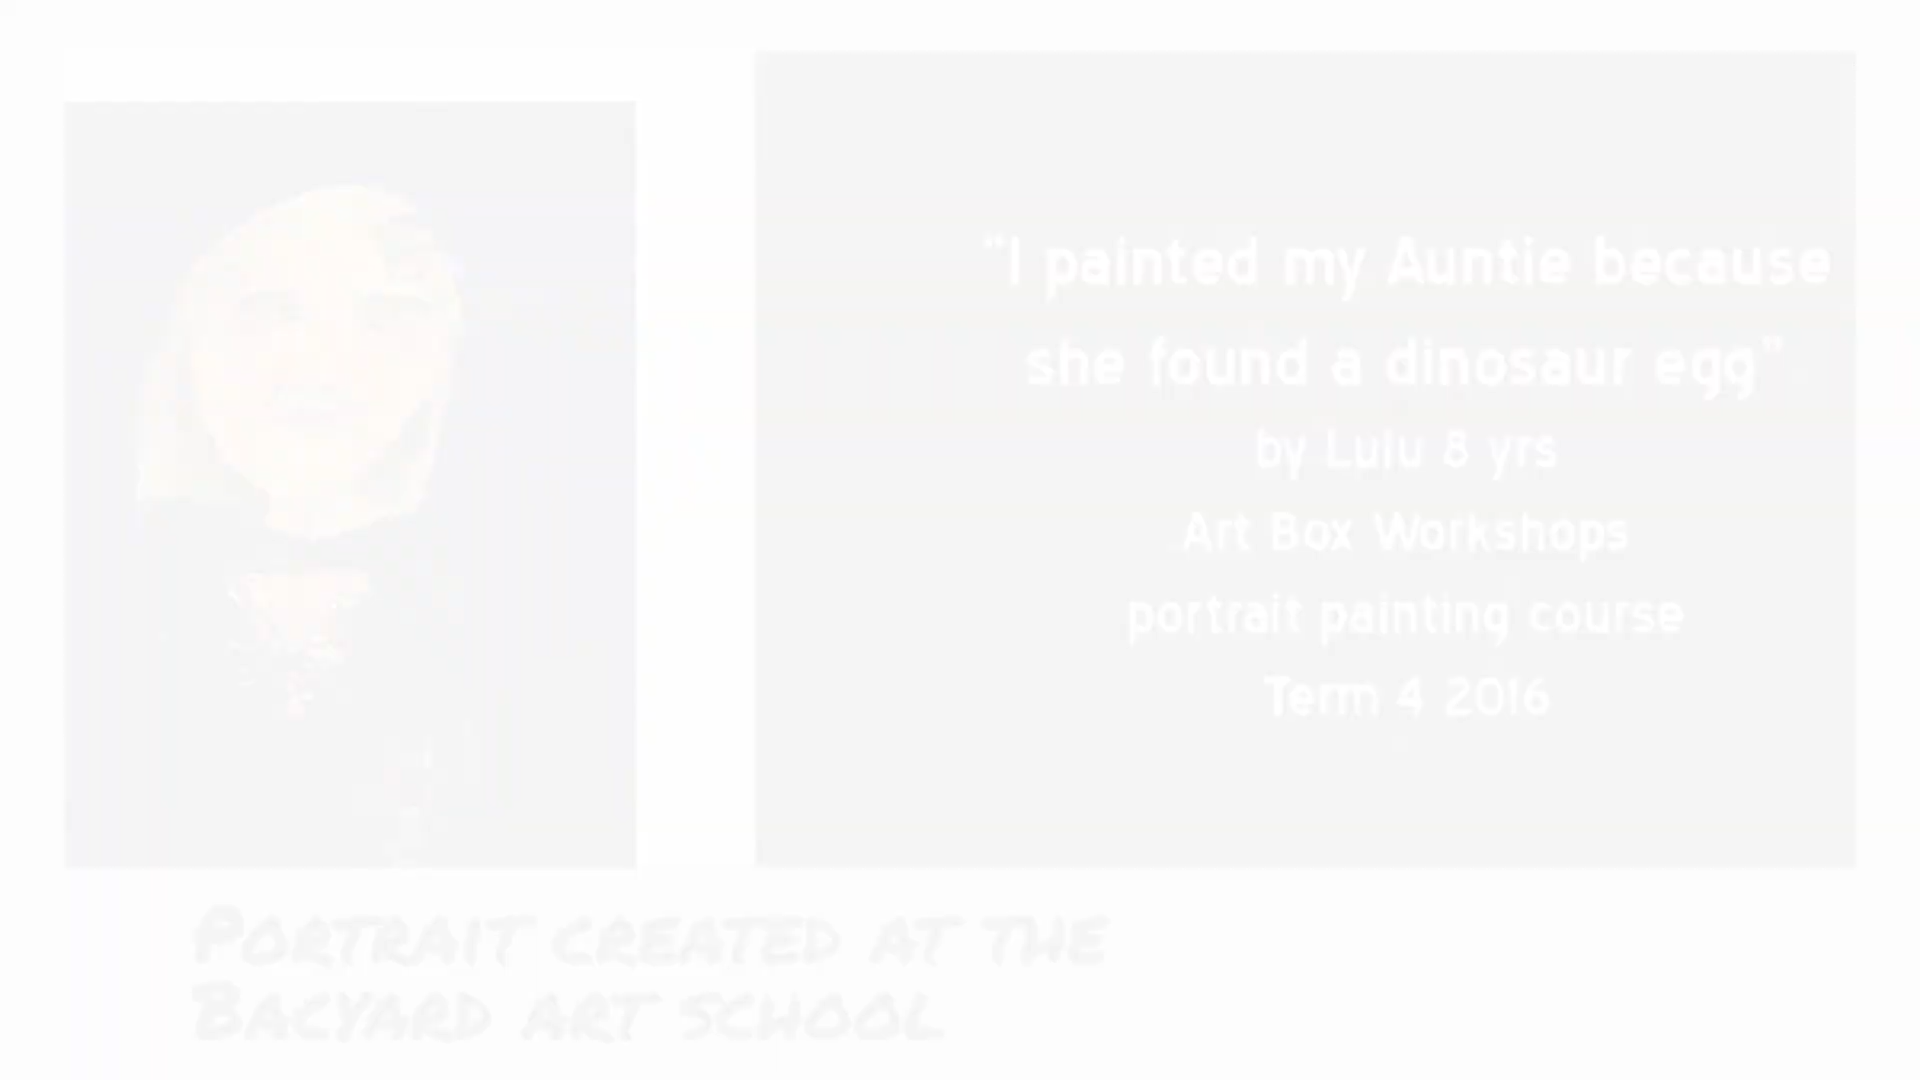 "I painted my Auntie because
she found a dinosaur egg"
by Lulu 8 yrs
Art Box Workshops
portrait painting course
Term 4 2016
Portrait created at the
Bacyard art school